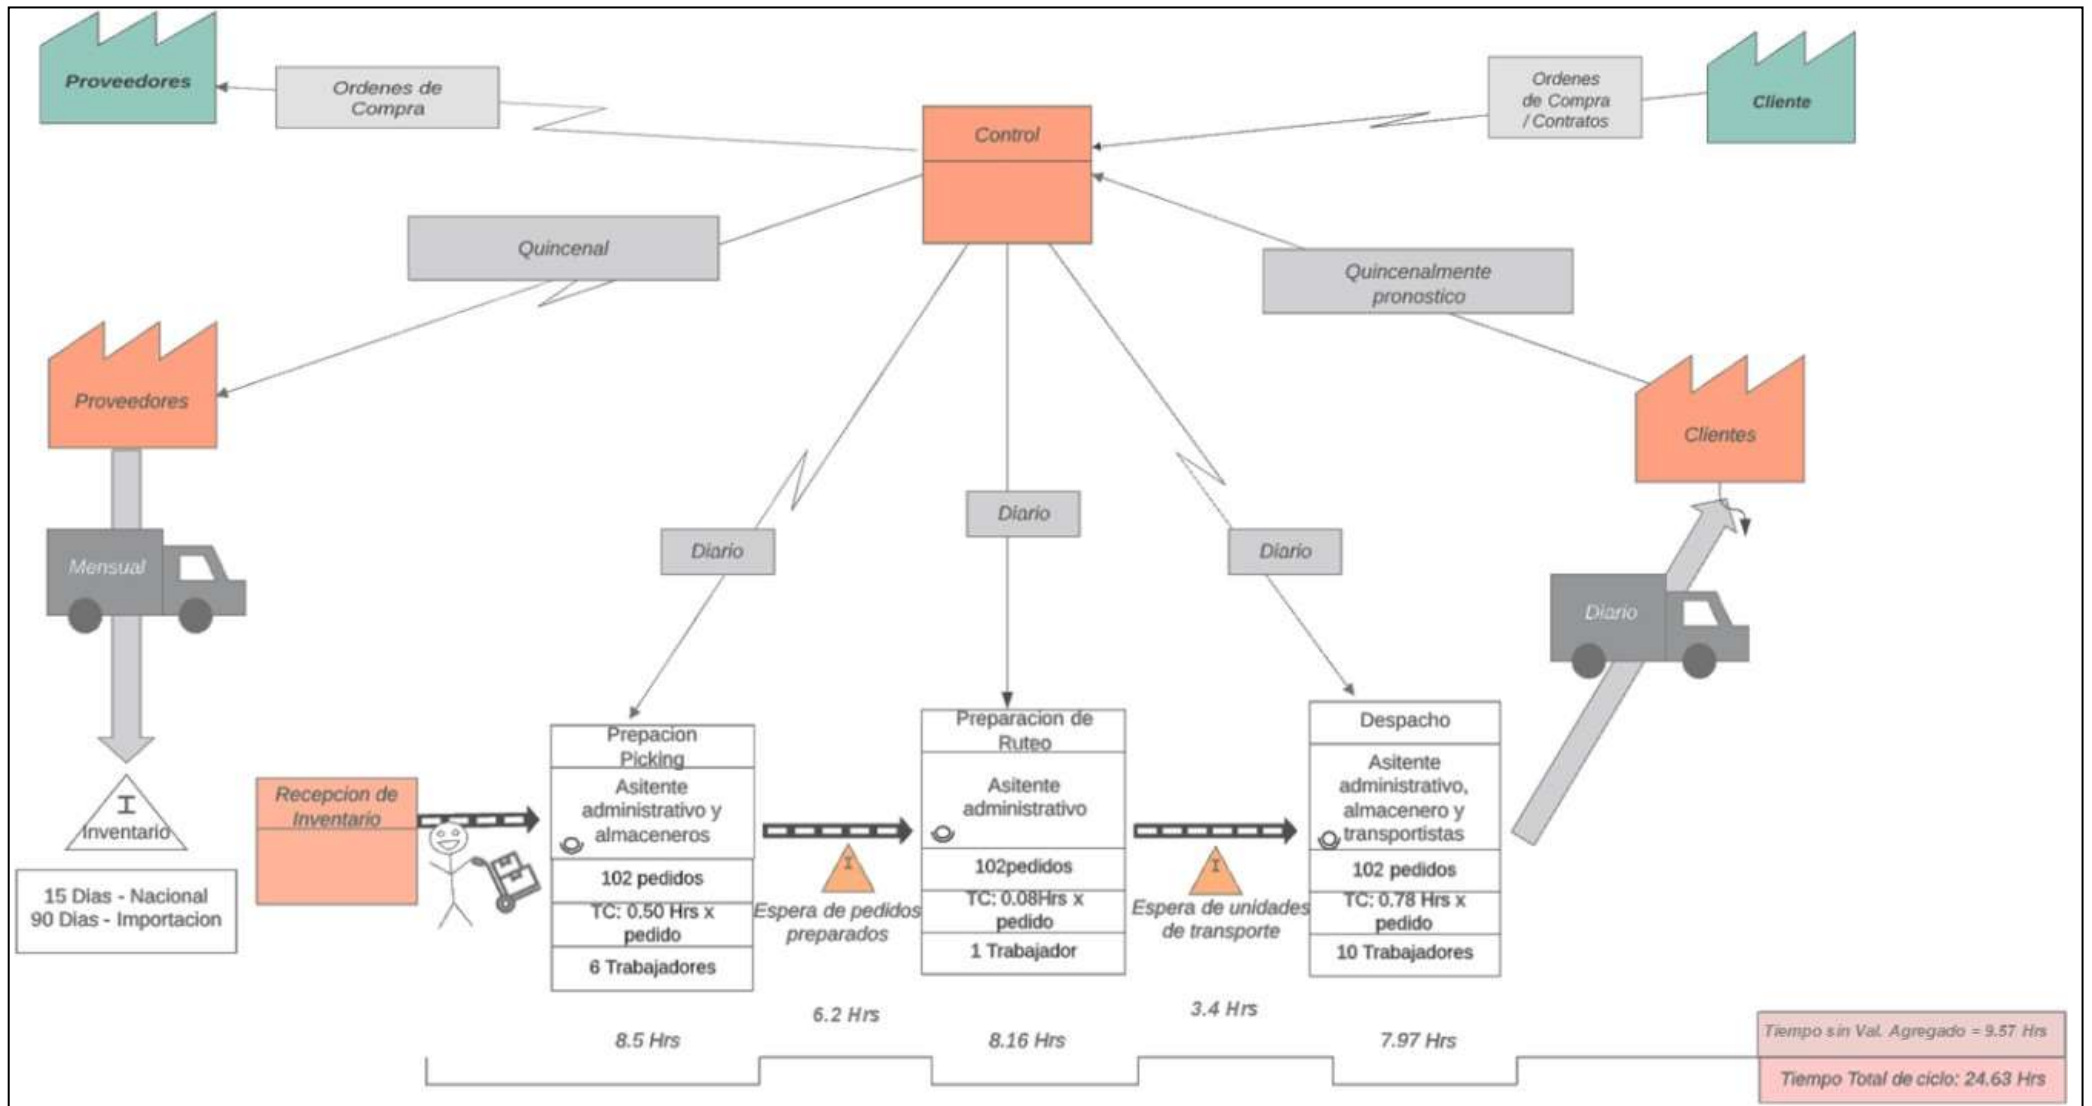 Proveedores
Ordenes de
Compra
Control
Ordenes
de Compra
/ Contratos
Cliente
Quincenal
Quincenalmente
pronostico
Proveedores
Clientes
Mensual
Diario
Diario
Diario
Diario
I
Inventario
15 Dias - Nacional
90 Dias - Importacion
Recepcion de
Inventario
Prepacion
Picking
Asitente
administrativo y
almaceneros
102 pedidos
TC: 0.50 Hrs x
pedido
6 Trabajadores
I
Espera de pedidos
preparados
Preparacion de
Ruteo
Asitente
administrativo
102pedidos
TC: 0.08Hrs x
pedido
1 Trabajador
I
Espera de unidades
de transporte
Despacho
Asitente
administrativo,
almacenero y
transportistas
102 pedidos
TC: 0.78 Hrs x
pedido
10 Trabajadores
6.2 Hrs
3.4 Hrs
8.5 Hrs
8.16 Hrs
7.97 Hrs
Tiempo sin Val. Agregado = 9.57 Hrs
Tiempo Total de ciclo: 24.63 Hrs